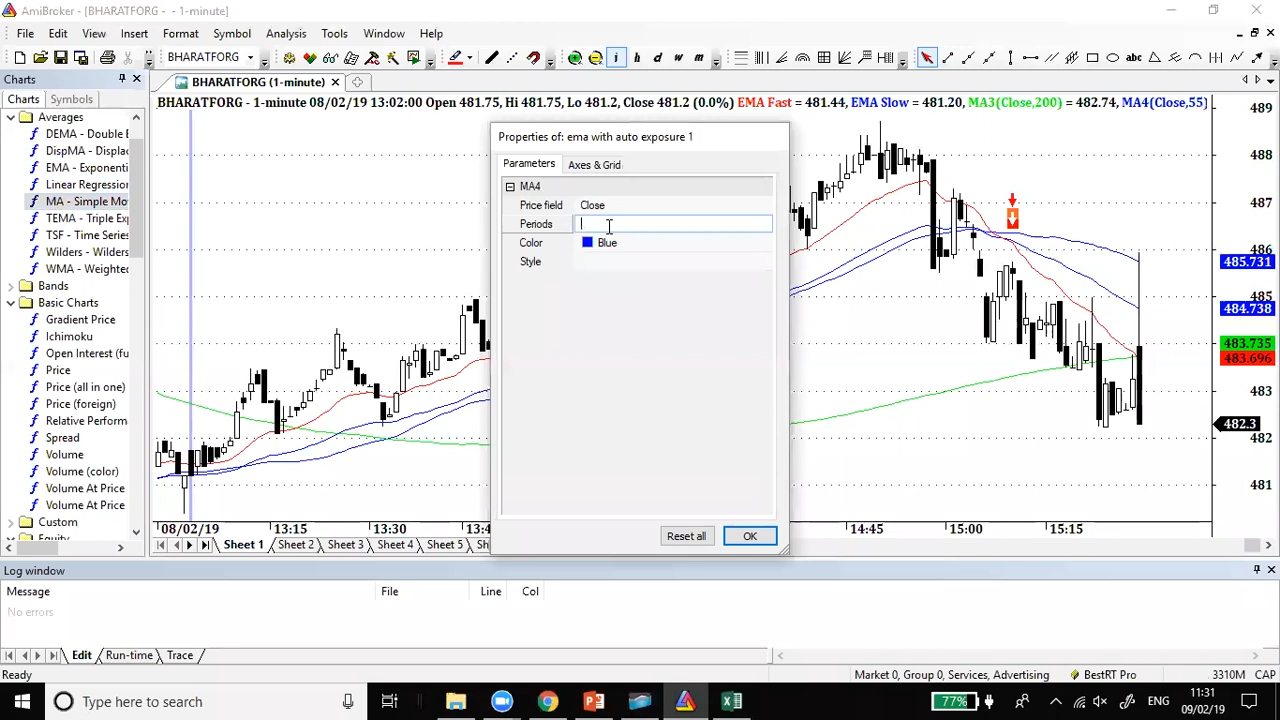 AmiBroker - [BHARATFORG - - 1-minute]
File Edit View Insert Format Symbol Analysis Tools Window Help
BHARATFORG
i h d w m
abc
Charts
BHARATFORG (1-minute)
Charts Symbols
BHARATFORG - 1-minute 08/02/19 13:02:00 Open 481.75, Hi 481.75, Lo 481.2, Close 481.2 (0.0%) EMA Fast = 481.44, EMA Slow = 481.20, MA3(Close,200) = 482.74, MA4(Close,55)
Averages
DEMA - Double E
DispMA - Displac
EMA - Exponenti
Linear Regression
MA - Simple Mo
TEMA - Triple Exp
TSF - Time Series
Wilders - Wilders
WMA - Weighted
Bands
Basic Charts
Gradient Price
Ichimoku
Open Interest (fu
Price
Price (all in one)
Price (foreign)
Relative Perform
Spread
Volume
Volume (color)
Volume At Price
Volume At Price
Custom
Equity
Properties of: ema with auto exposure 1
Parameters Axes & Grid
MA4
Price field Close
Periods
Color Blue
Style
Reset all OK
489
488
487
486
485.731
485
484.738
484
483.735
483.696
483
482.3
482
481
08/02/19 13:15 13:30 13:4 14:45 15:00 15:15
Sheet 1 Sheet 2 Sheet 3 Sheet 4 Sheet 5 Sh
Log window
Message File Line Col
No errors
Edit Run-time Trace
Ready Market 0, Group 0, Services, Advertising BestRT Pro 3310M CAP
Type here to search 77% ENG 11:31
09/02/19